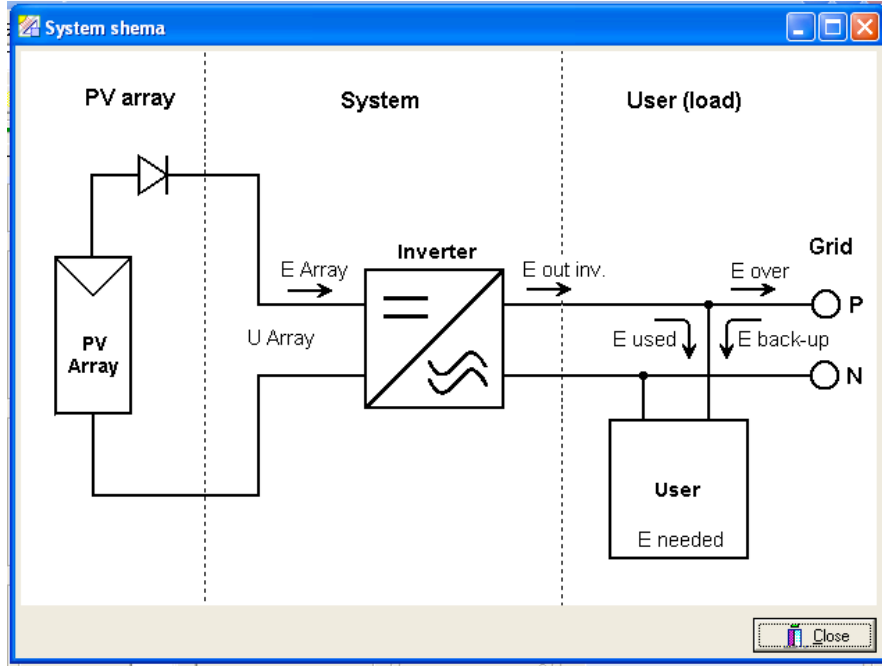 System shema
PV array
System
User (load)
Grid
Inverter
E Array
E out inv.
E over
P
U Array
E used
E back-up
PV
Array
N
User
E needed
Close